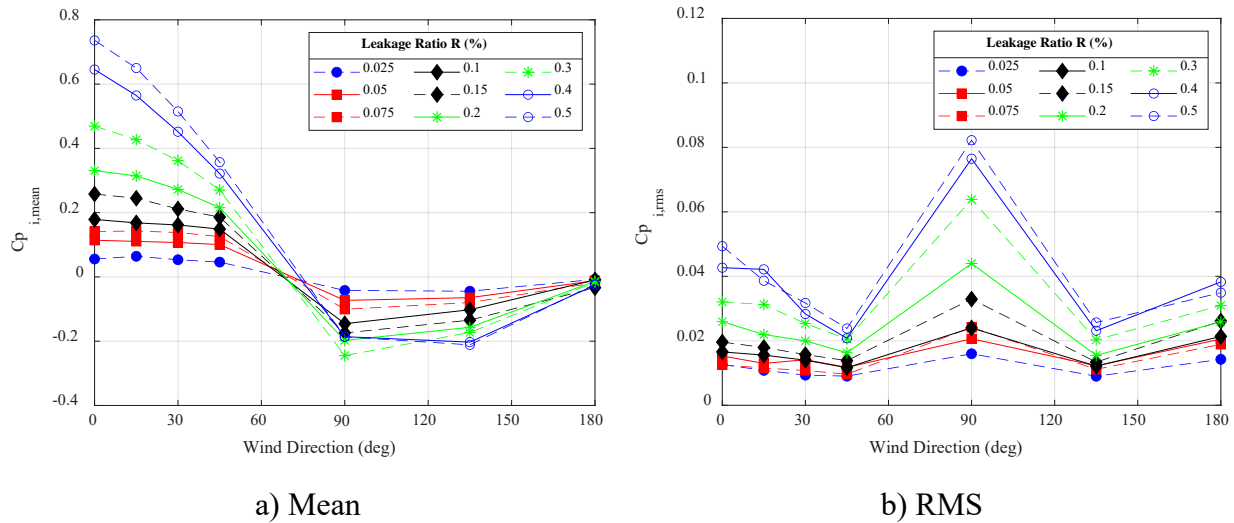 0.8
0.6
0.4
0.2
0
-0.2
-0.4
Cp i,mean
Leakage Ratio R (%)
0.025 0.1 0.3
0.05 0.15 0.4
0.075 0.2 0.5
0 30 60 90 120 150 180
Wind Direction (deg)
a) Mean
0.12
0.1
0.08
0.06
0.04
0.02
0
Cp i,rms
Leakage Ratio R (%)
0.025 0.1 0.3
0.05 0.15 0.4
0.075 0.2 0.5
0 30 60 90 120 150 180
Wind Direction (deg)
b) RMS